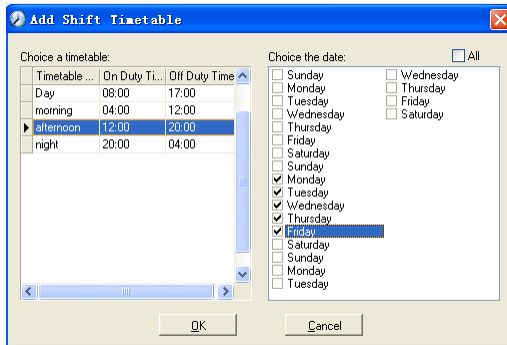 Add Shift Timetable
Choice a timetable:
Timetable ... On Duty Ti... Off Duty Time
Day 08:00 17:00
morning 04:00 12:00
afternoon 12:00 20:00
night 20:00 04:00
Choice the date:
All
Sunday
Monday
Tuesday
Wednesday
Thursday
Friday
Saturday
Sunday
Monday
Tuesday
Wednesday
Thursday
Friday
Saturday
Sunday
Monday
Tuesday
Wednesday
Thursday
Friday
Saturday
OK
Cancel